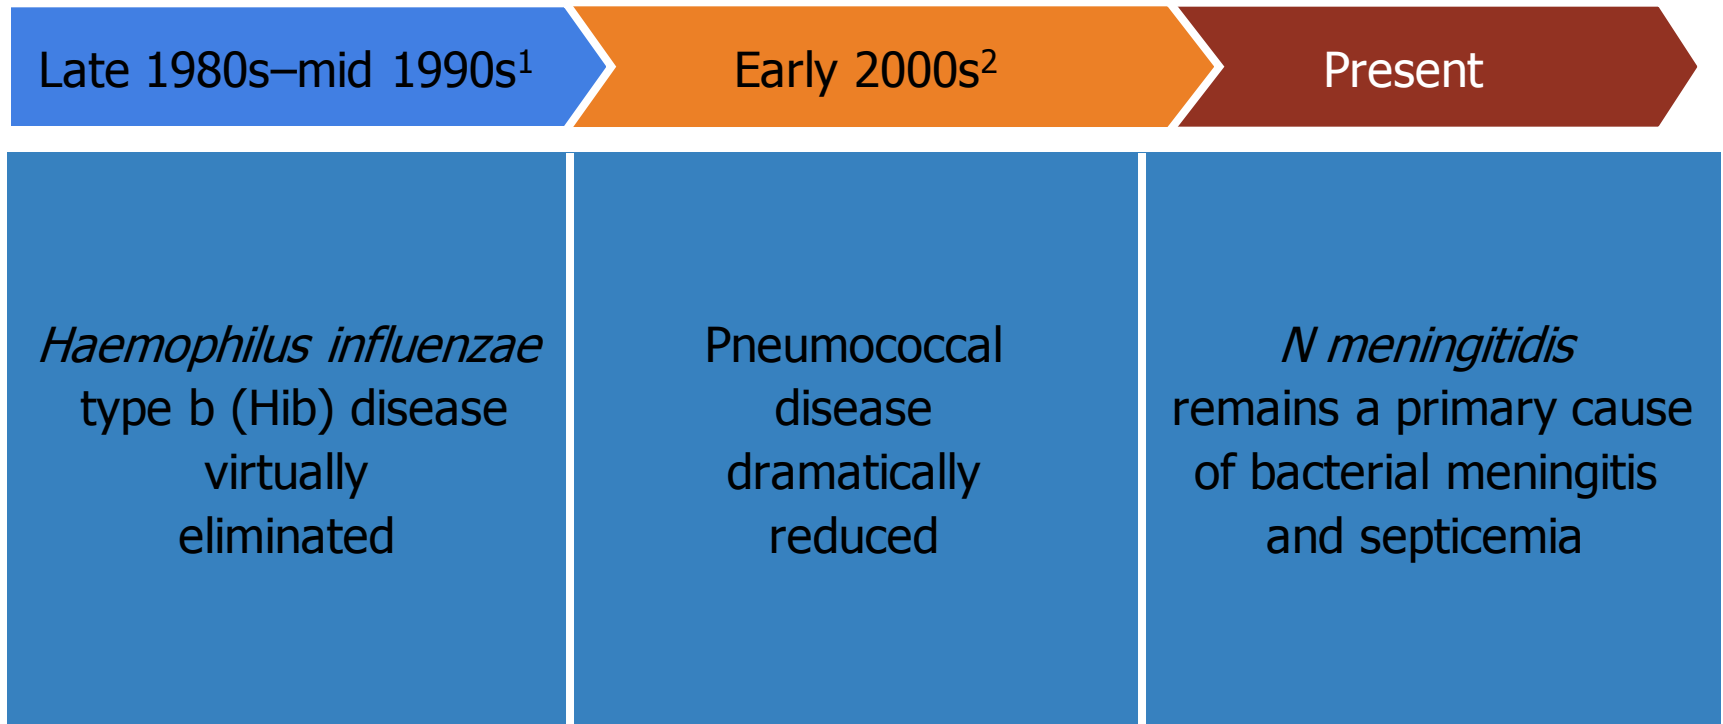 Late 1980s–mid 1990s¹
Early 2000s²
Present
Haemophilus influenzae
type b (Hib) disease
virtually
eliminated
Pneumococcal
disease
dramatically
reduced
N meningitidis
remains a primary cause
of bacterial meningitis
and septicemia